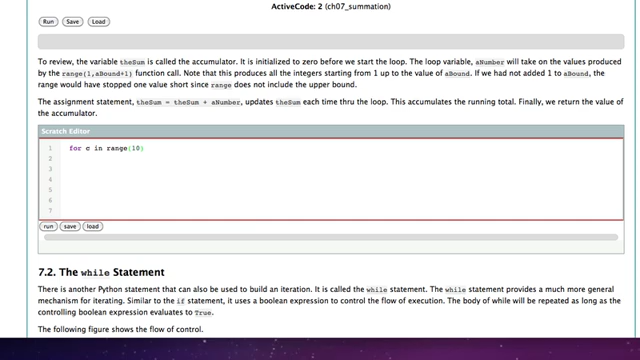 ActiveCode: 2 (ch07_summation)
Run Save Load
To review, the variable theSum is called the accumulator. It is initialized to zero before we start the loop. The loop variable, aNumber will take on the values produced
by the range(1,aBound+1) function call. Note that this produces all the integers starting from 1 up to the value of aBound. If we had not added 1 to aBound, the
range would have stopped one value short since range does not include the upper bound.
The assignment statement, theSum = theSum + aNumber, updates theSum each time thru the loop. This accumulates the running total. Finally, we return the value of
the accumulator.
Scratch Editor
1 for c in range(10)
2
3
4
5
6
7
run save load
7.2. The while Statement
There is another Python statement that can also be used to build an iteration. It is called the while statement. The while statement provides a much more general
mechanism for iterating. Similar to the if statement, it uses a boolean expression to control the flow of execution. The body of while will be repeated as long as the
controlling boolean expression evaluates to True.
The following figure shows the flow of control.